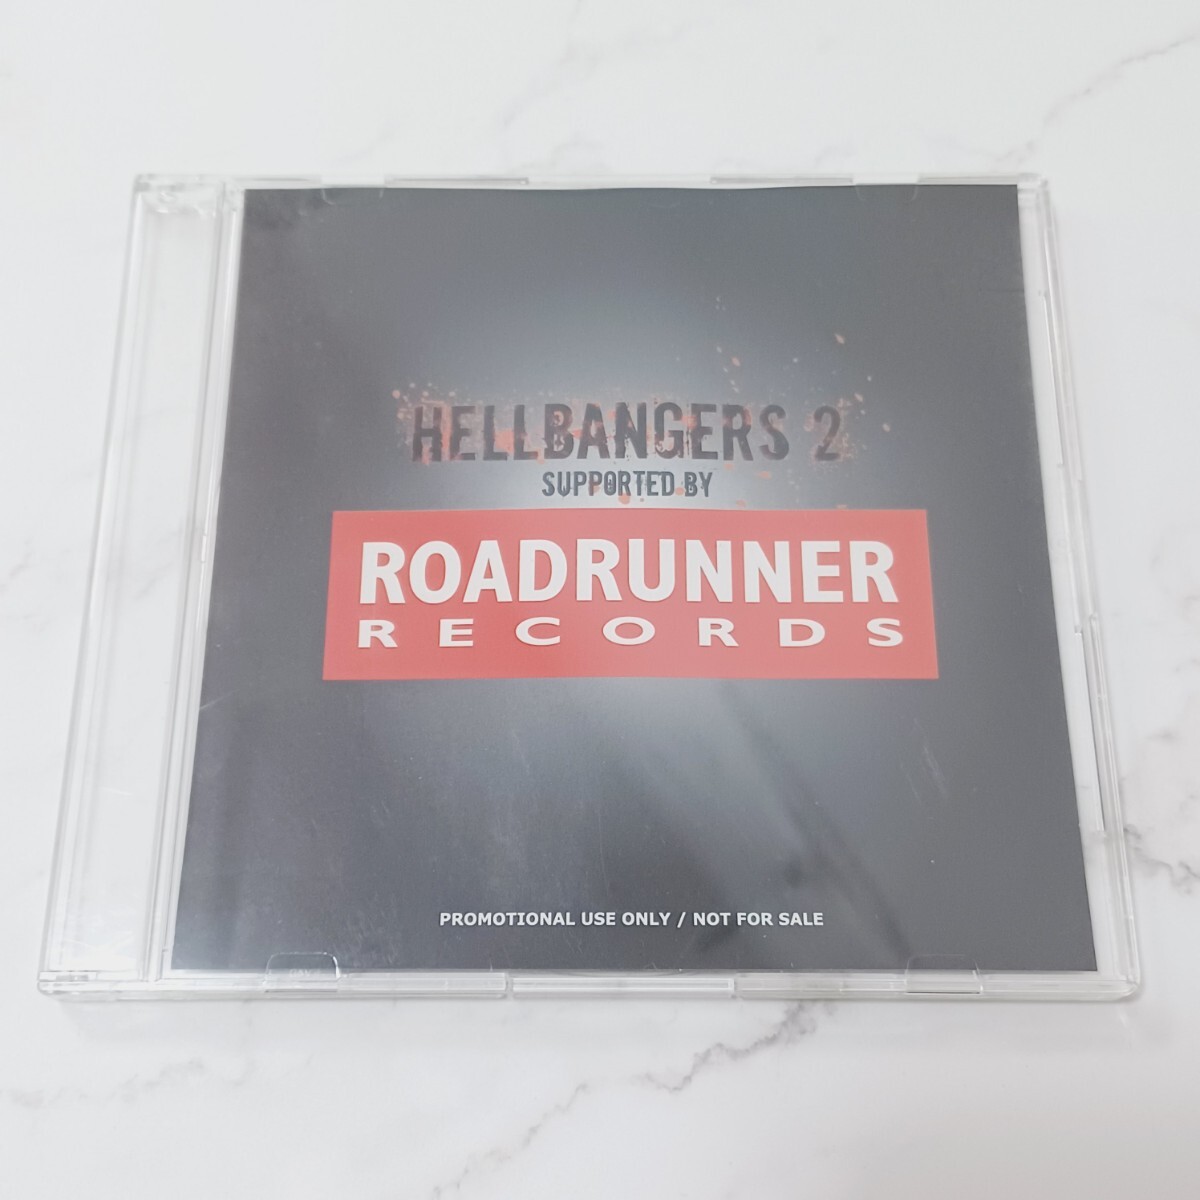 HELLBANGERS 2
SUPPORTED BY
ROADRUNNER
RECORDS
PROMOTIONAL USE ONLY / NOT FOR SALE